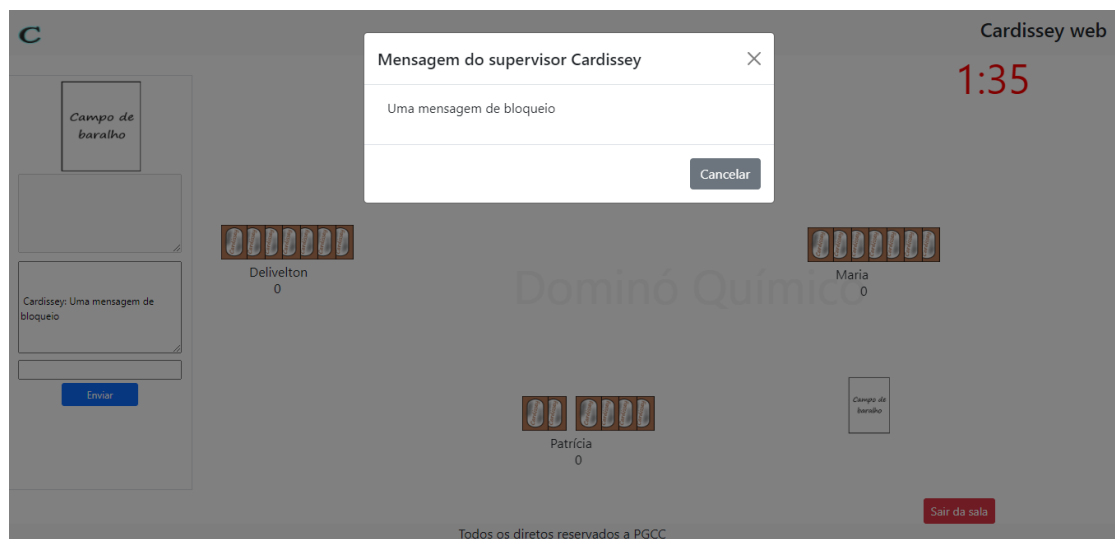 C
Cardissey web
1:35
Mensagem do supervisor Cardissey
Uma mensagem de bloqueio
Cancelar
Campo de
baralho
Cardissey: Uma mensagem de
bloqueio
Enviar
Delivelton
0
Dominó Químico
Maria
0
Patrícia
0
Campo de
baralho
Sair da sala
Todos os diretos reservados a PGCC